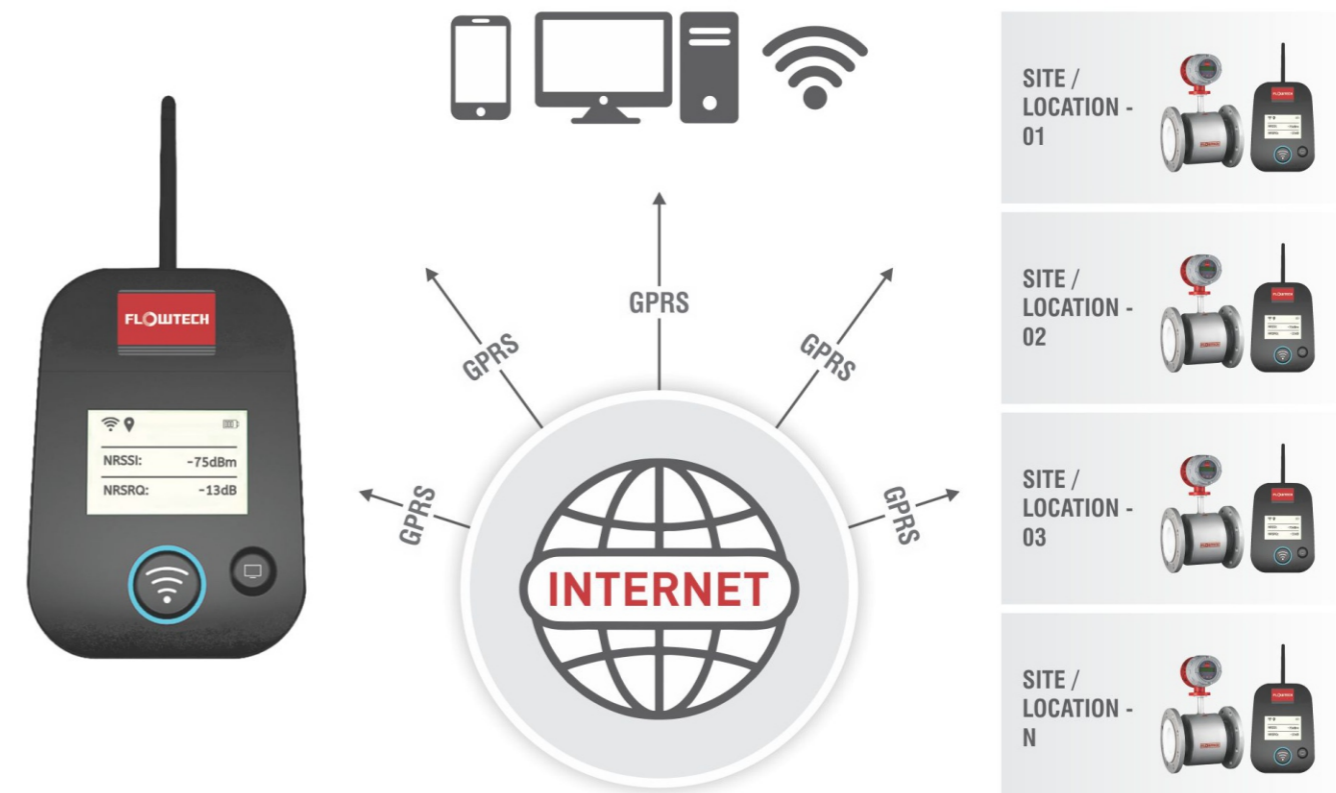 FLOWTECH
NRSSI: -75dBm
NRSRQ: -13dB
GPRS
GPRS
GPRS
GPRS
GPRS
INTERNET
SITE /
LOCATION -
01
SITE /
LOCATION -
02
SITE /
LOCATION -
03
SITE /
LOCATION -
N